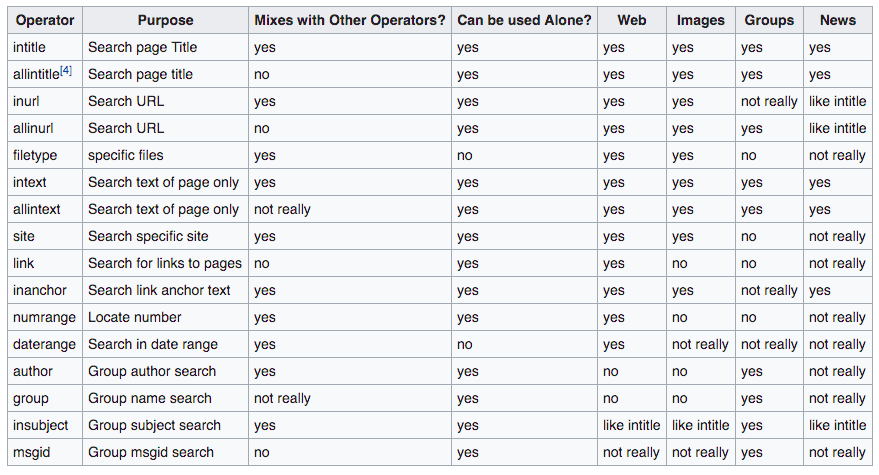 Operator Purpose Mixes with Other Operators? Can be used Alone? Web Images Groups News
intitle Search page Title yes yes yes yes yes yes
allintitle[4] Search page title no yes yes yes yes yes
inurl Search URL yes yes yes yes not really like intitle
allinurl Search URL no yes yes yes yes like intitle
filetype specific files yes no yes yes no not really
intext Search text of page only yes yes yes yes yes yes
allintext Search text of page only not really yes yes yes yes yes
site Search specific site yes yes yes yes no not really
link Search for links to pages no yes yes no no not really
inanchor Search link anchor text yes yes yes yes not really yes
numrange Locate number yes yes yes no no not really
daterange Search in date range yes no yes not really not really not really
author Group author search yes yes no no yes not really
group Group name search not really yes no no yes not really
insubject Group subject search yes yes like intitle like intitle yes like intitle
msgid Group msgid search no yes not really not really yes not really